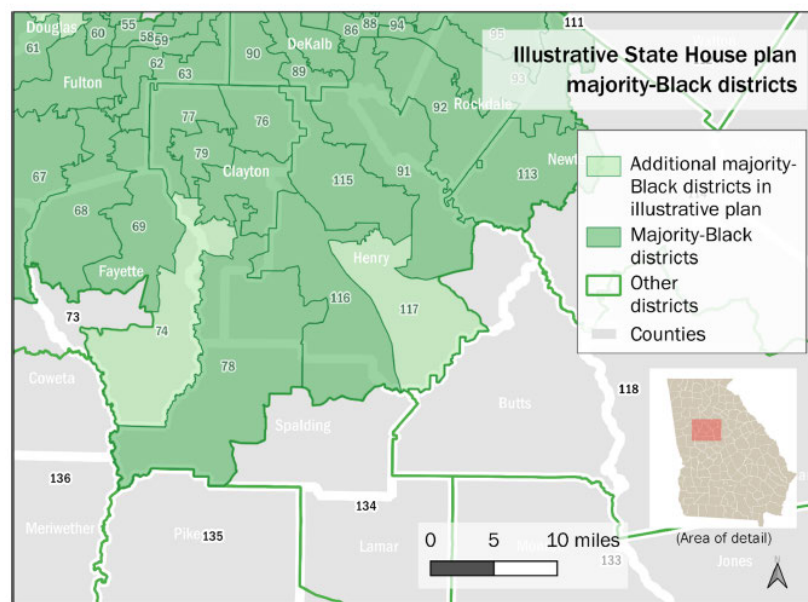 Douglas
61
60
55
58
59
62
63
Fulton
90
DeKalb
89
86
88
94
95
111
Illustrative State House plan
majority-Black districts
93
92
Rockdale
77
76
79
Clayton
91
115
113
Newt
67
68
69
Fayette
73
74
Henry
116
117
78
Additional majority-
Black districts in
illustrative plan
Majority-Black
districts
Other
districts
Counties
Coweta
118
Butts
Spalding
136
134
Meriwether
Pike
135
Lamar
133
Jones
0 5 10 miles
(Area of detail)
N